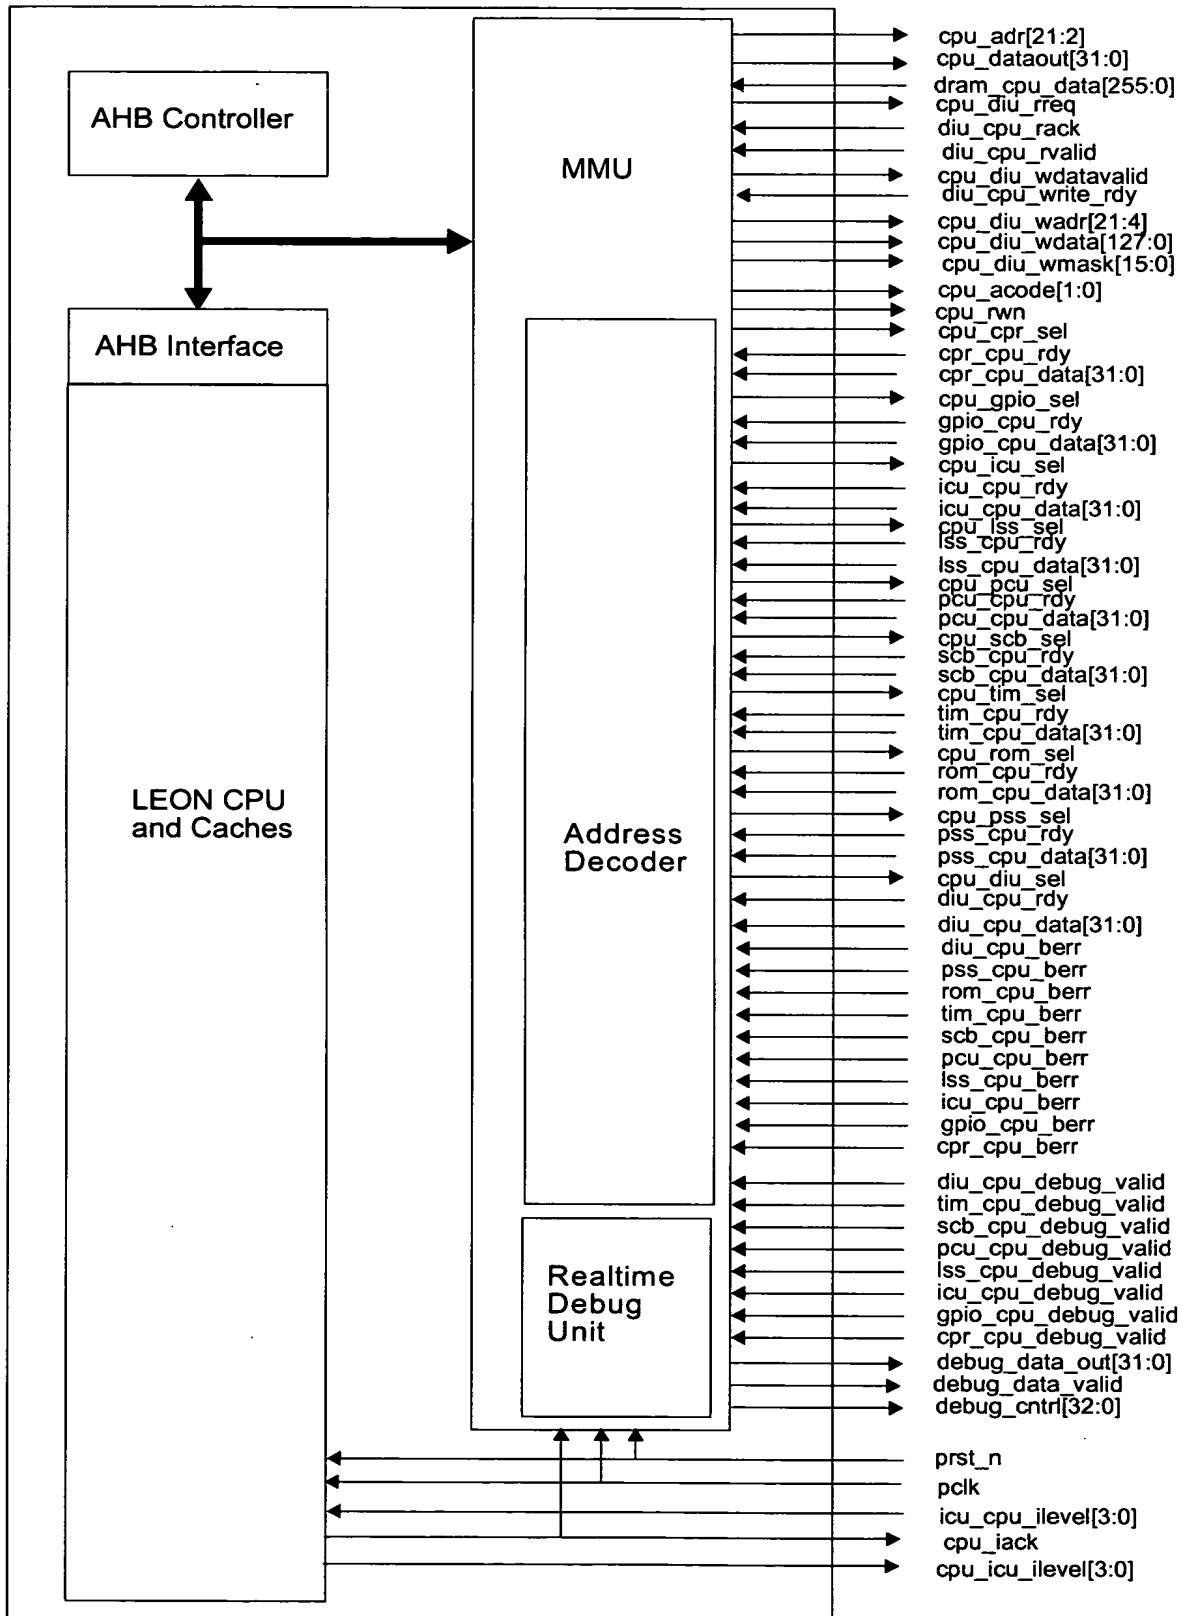 AHB Controller
MMU
AHB Interface
LEON CPU
and Caches
Address
Decoder
Realtime
Debug
Unit
cpu_adr[21:2]
cpu_dataout[31:0]
dram_cpu_data[255:0]
cpu_diu_rreq
diu_cpu_rack
diu_cpu_rvalid
cpu_diu_wdatavalid
diu_cpu_write_rdy
cpu_diu_wadr[21:4]
cpu_diu_wdata[127:0]
cpu_diu_wmask[15:0]
cpu_acode[1:0]
cpu_rwn
cpu_cpr_sel
cpr_cpu_rdy
cpr_cpu_data[31:0]
cpu_gpio_sel
gpio_cpu_rdy
gpio_cpu_data[31:0]
cpu_icu_sel
icu_cpu_rdy
icu_cpu_data[31:0]
cpu_lss_sel
lss_cpu_rdy
lss_cpu_data[31:0]
cpu_pcu_sel
pcu_cpu_rdy
pcu_cpu_data[31:0]
cpu_scb_sel
scb_cpu_rdy
scb_cpu_data[31:0]
cpu_tim_sel
tim_cpu_rdy
tim_cpu_data[31:0]
cpu_rom_sel
rom_cpu_rdy
rom_cpu_data[31:0]
cpu_pss_sel
pss_cpu_rdy
pss_cpu_data[31:0]
cpu_diu_sel
diu_cpu_rdy
diu_cpu_data[31:0]
diu_cpu_berr
pss_cpu_berr
rom_cpu_berr
tim_cpu_berr
scb_cpu_berr
pcu_cpu_berr
lss_cpu_berr
icu_cpu_berr
gpio_cpu_berr
cpr_cpu_berr
diu_cpu_debug_valid
tim_cpu_debug_valid
scb_cpu_debug_valid
pcu_cpu_debug_valid
lss_cpu_debug_valid
icu_cpu_debug_valid
gpio_cpu_debug_valid
cpr_cpu_debug_valid
debug_data_out[31:0]
debug_data_valid
debug_cntrl[32:0]
prst_n
pclk
icu_cpu_ilevel[3:0]
cpu_iack
cpu_icu_ilevel[3:0]